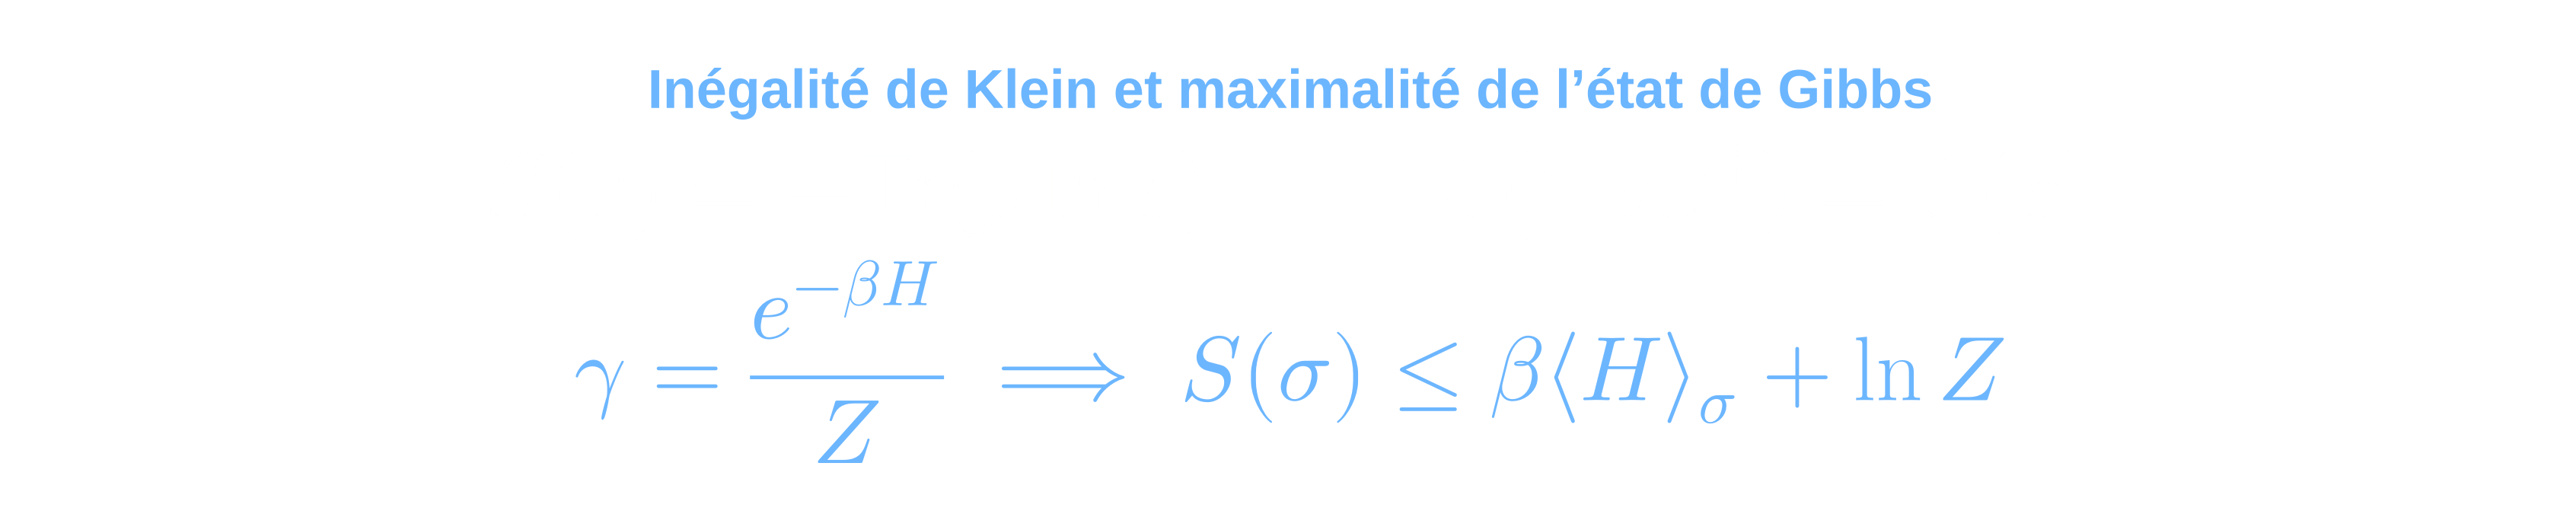 Inégalité de Klein et maximalité de l’état de Gibbs
γ = e^{−βH} / Z ⟹ S(σ) ≤ β⟨H⟩_σ + ln Z